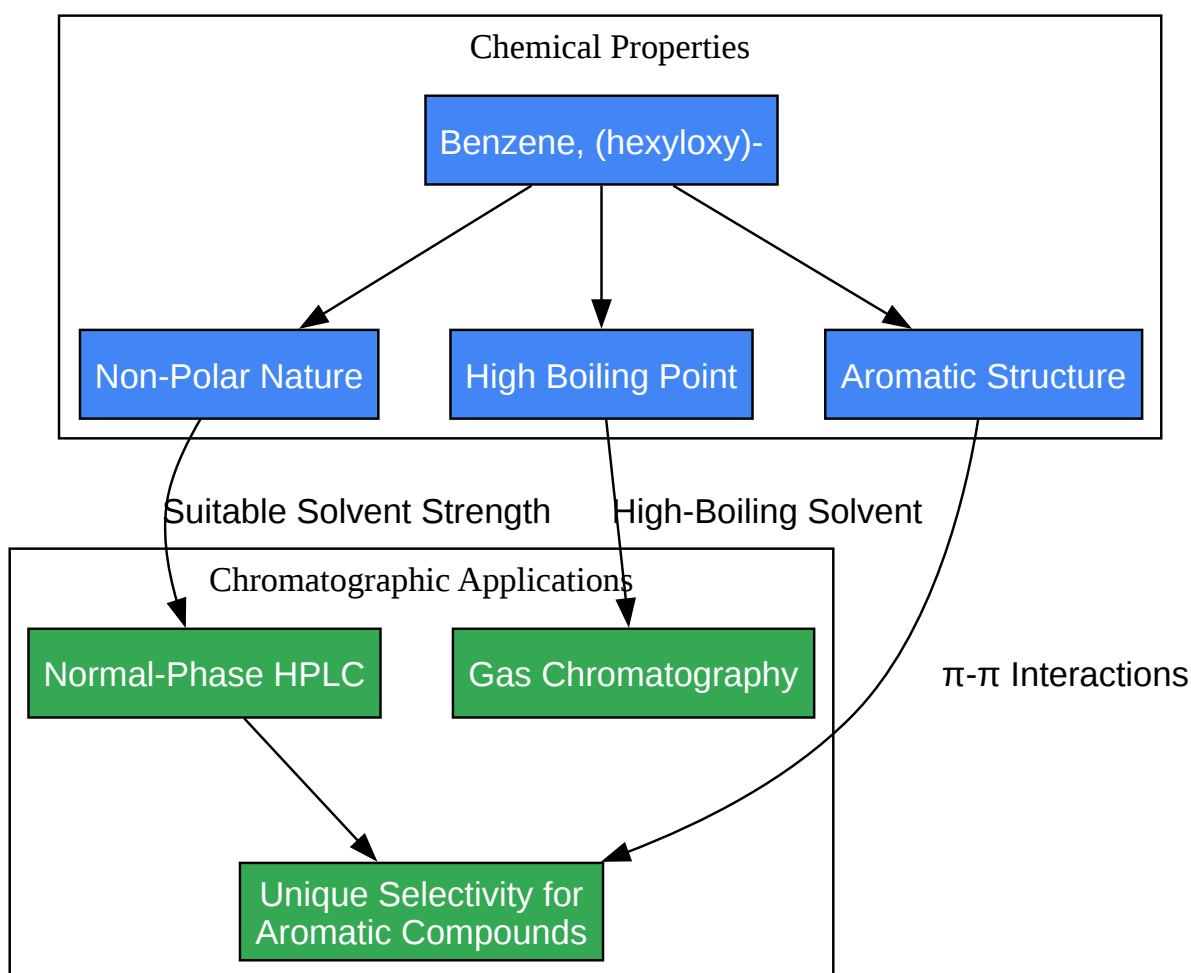 Chemical Properties
Benzene, (hexyloxy)-
Non-Polar Nature
High Boiling Point
Aromatic Structure
Suitable Solvent Strength
High-Boiling Solvent
Chromatographic Applications
Normal-Phase HPLC
Gas Chromatography
π-π Interactions
Unique Selectivity for
Aromatic Compounds